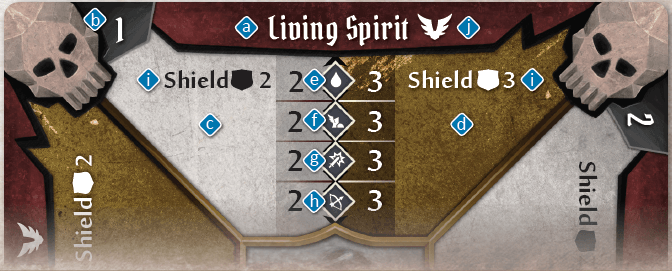 b 1 a Living Spirit j
i Shield 2 2 e 3 Shield 3 i
c 2 f 3 d
2 g 3
2 h 3
2
Shield 2
Shield